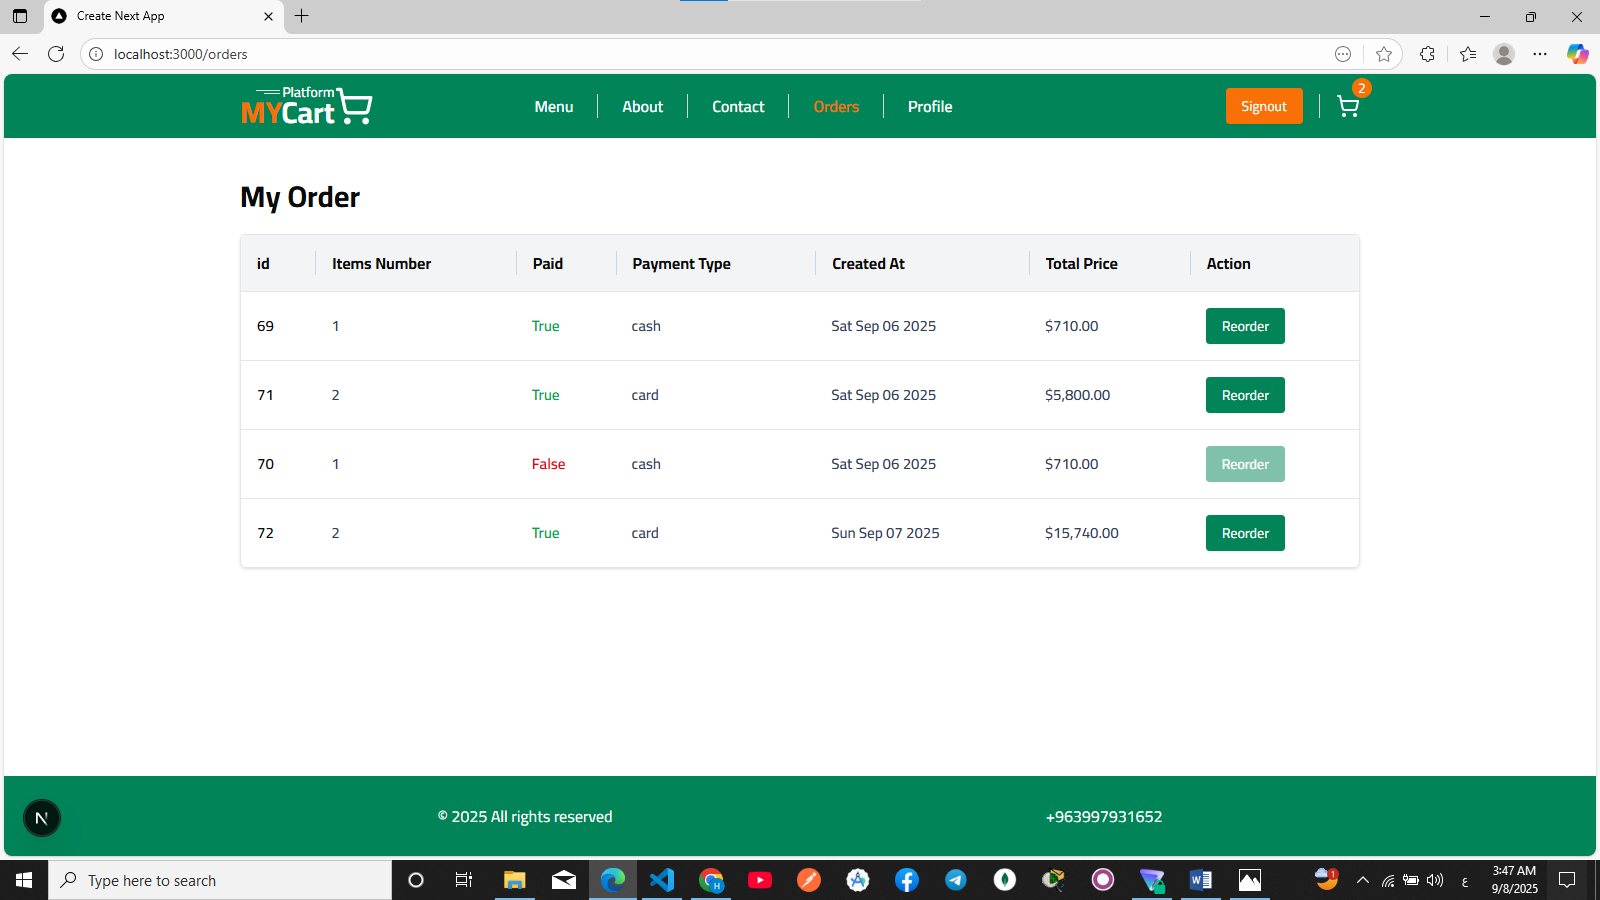 Create Next App
localhost:3000/orders
Platform
MYCart
Menu
About
Contact
Orders
Profile
Signout
2
My Order
id Items Number Paid Payment Type Created At Total Price Action
69 1 True cash Sat Sep 06 2025 $710.00 Reorder
71 2 True card Sat Sep 06 2025 $5,800.00 Reorder
70 1 False cash Sat Sep 06 2025 $710.00 Reorder
72 2 True card Sun Sep 07 2025 $15,740.00 Reorder
© 2025 All rights reserved
+963997931652
N
Type here to search
H
W
1
ع
3:47 AM
9/8/2025